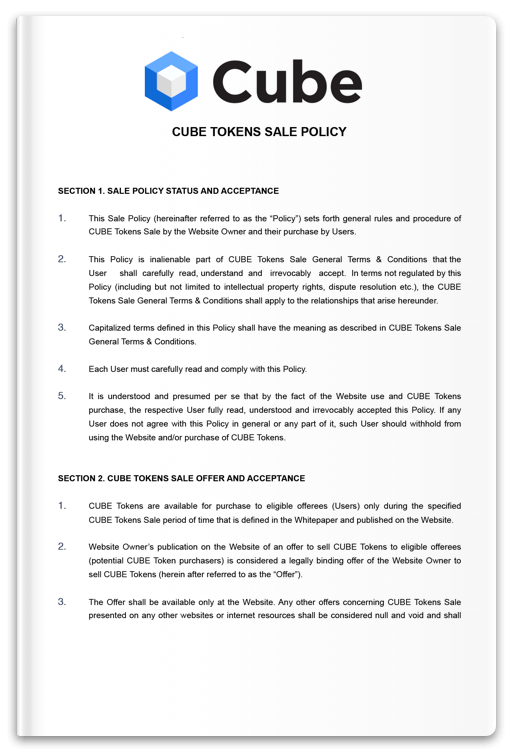 Cube
CUBE TOKENS SALE POLICY
SECTION 1. SALE POLICY STATUS AND ACCEPTANCE
1. This Sale Policy (hereinafter referred to as the “Policy”) sets forth general rules and procedure of
CUBE Tokens Sale by the Website Owner and their purchase by Users.
2. This Policy is inalienable part of CUBE Tokens Sale General Terms & Conditions that the
User shall carefully read, understand and irrevocably accept. In terms not regulated by this
Policy (including but not limited to intellectual property rights, dispute resolution etc.), the CUBE
Tokens Sale General Terms & Conditions shall apply to the relationships that arise hereunder.
3. Capitalized terms defined in this Policy shall have the meaning as described in CUBE Tokens Sale
General Terms & Conditions.
4. Each User must carefully read and comply with this Policy.
5. It is understood and presumed per se that by the fact of the Website use and CUBE Tokens
purchase, the respective User fully read, understood and irrevocably accepted this Policy. If any
User does not agree with this Policy in general or any part of it, such User should withhold from
using the Website and/or purchase of CUBE Tokens.
SECTION 2. CUBE TOKENS SALE OFFER AND ACCEPTANCE
1. CUBE Tokens are available for purchase to eligible offerees (Users) only during the specified
CUBE Tokens Sale period of time that is defined in the Whitepaper and published on the Website.
2. Website Owner’s publication on the Website of an offer to sell CUBE Tokens to eligible offerees
(potential CUBE Token purchasers) is considered a legally binding offer of the Website Owner to
sell CUBE Tokens (herein after referred to as the “Offer”).
3. The Offer shall be available only at the Website. Any other offers concerning CUBE Tokens Sale
presented on any other websites or internet resources shall be considered null and void and shall